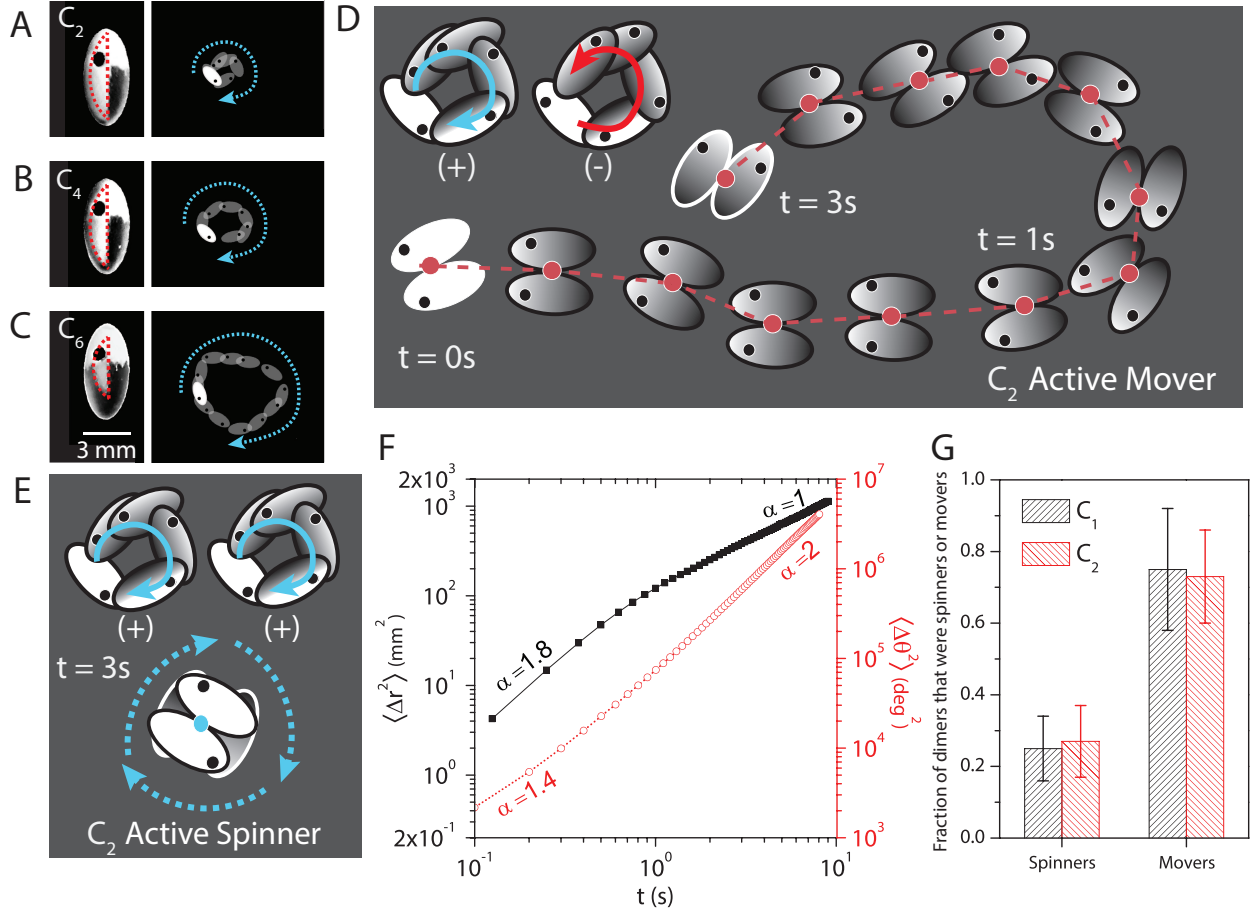 A
C₂
B
C₄
C
C₆
3 mm
D
(+)
(-)
t = 3s
t = 1s
t = 0s
C₂ Active Mover
E
(+)
(+)
t = 3s
C₂ Active Spinner
F
2x10³
10³
10²
10¹
10⁰
2x10⁻¹
⟨Δr²⟩ (mm²)
α=1.8
α=1
α=1.4
α=2
10⁷
10⁶
10⁵
10⁴
10³
⟨Δθ²⟩ (deg)²
10⁻¹
10⁰
10¹
t (s)
G
Fraction of dimers that were spinners or movers
1.0
0.8
0.6
0.4
0.2
0.0
C₁
C₂
Spinners
Movers